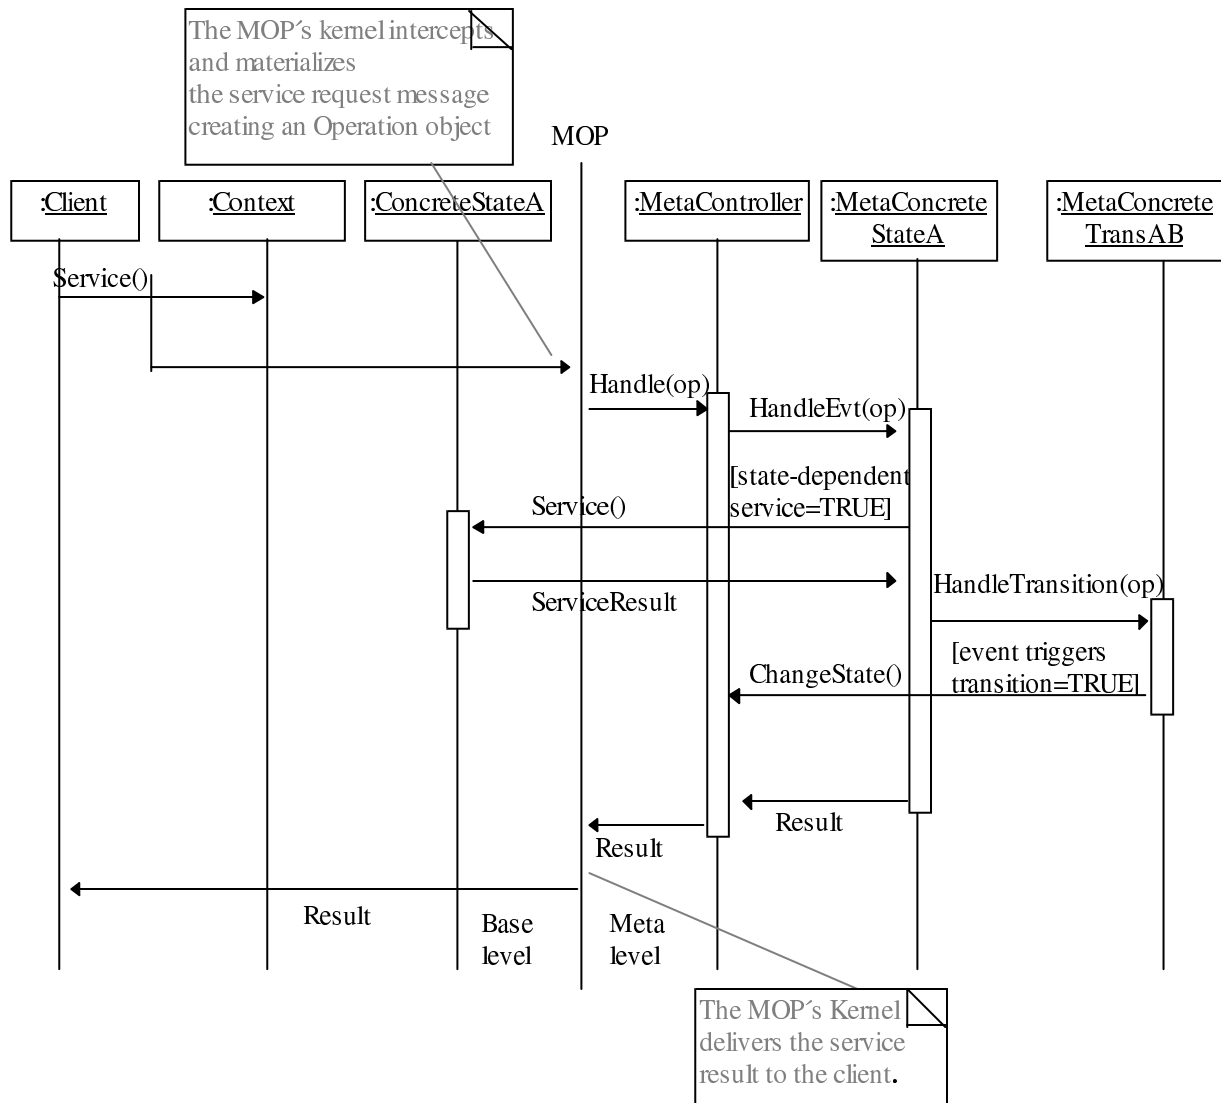 The MOP´s kernel intercepts
and materializes
the service request message
creating an Operation object
MOP
:Client
:Context
:ConcreteStateA
:MetaController
:MetaConcrete
StateA
:MetaConcrete
TransAB
Service()
Handle(op)
HandleEvt(op)
[state-dependent
service=TRUE]
Service()
ServiceResult
HandleTransition(op)
[event triggers
transition=TRUE]
ChangeState()
Result
Result
Result
Base
level
Meta
level
The MOP´s Kernel
delivers the service
result to the client.